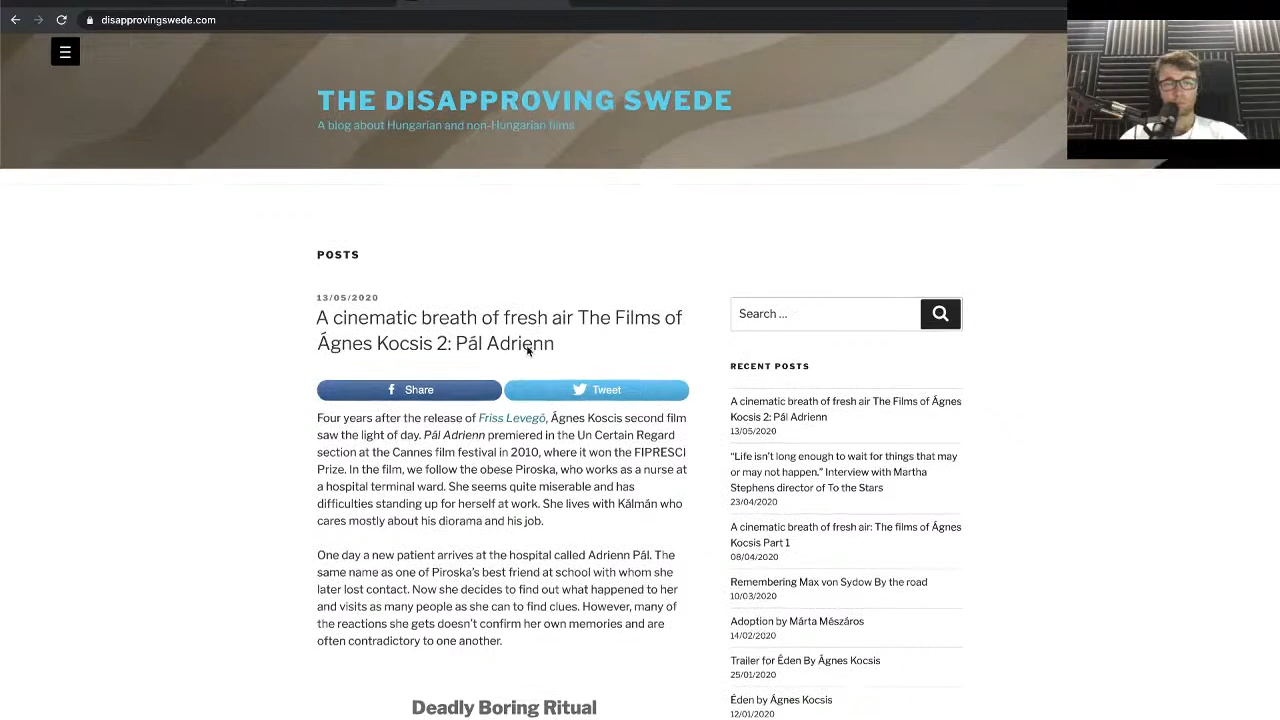 disapprovingswede.com
THE DISAPPROVING SWEDE
A blog about Hungarian and non-Hungarian films
POSTS
13/05/2020
A cinematic breath of fresh air The Films of
Ágnes Kocsis 2: Pál Adrienn
Share
Tweet
Four years after the release of Friss Levegő, Ágnes Koscis second film
saw the light of day. Pál Adrienn premiered in the Un Certain Regard
section at the Cannes film festival in 2010, where it won the FIPRESCI
Prize. In the film, we follow the obese Piroska, who works as a nurse at
a hospital terminal ward. She seems quite miserable and has
difficulties standing up for herself at work. She lives with Kálmán who
cares mostly about his diorama and his job.
One day a new patient arrives at the hospital called Adrienn Pál. The
same name as one of Piroska's best friend at school with whom she
later lost contact. Now she decides to find out what happened to her
and visits as many people as she can to find clues. However, many of
the reactions she gets doesn't confirm her own memories and are
often contradictory to one another.
Deadly Boring Ritual
Search ...
RECENT POSTS
A cinematic breath of fresh air The Films of Ágnes
Kocsis 2: Pál Adrienn
13/05/2020
“Life isn't long enough to wait for things that may
or may not happen.” Interview with Martha
Stephens director of To the Stars
23/04/2020
A cinematic breath of fresh air: The films of Ágnes
Kocsis Part 1
08/04/2020
Remembering Max von Sydow By the road
10/03/2020
Adoption by Márta Mészáros
14/02/2020
Trailer for Éden By Ágnes Kocsis
25/01/2020
Éden by Ágnes Kocsis
12/01/2020